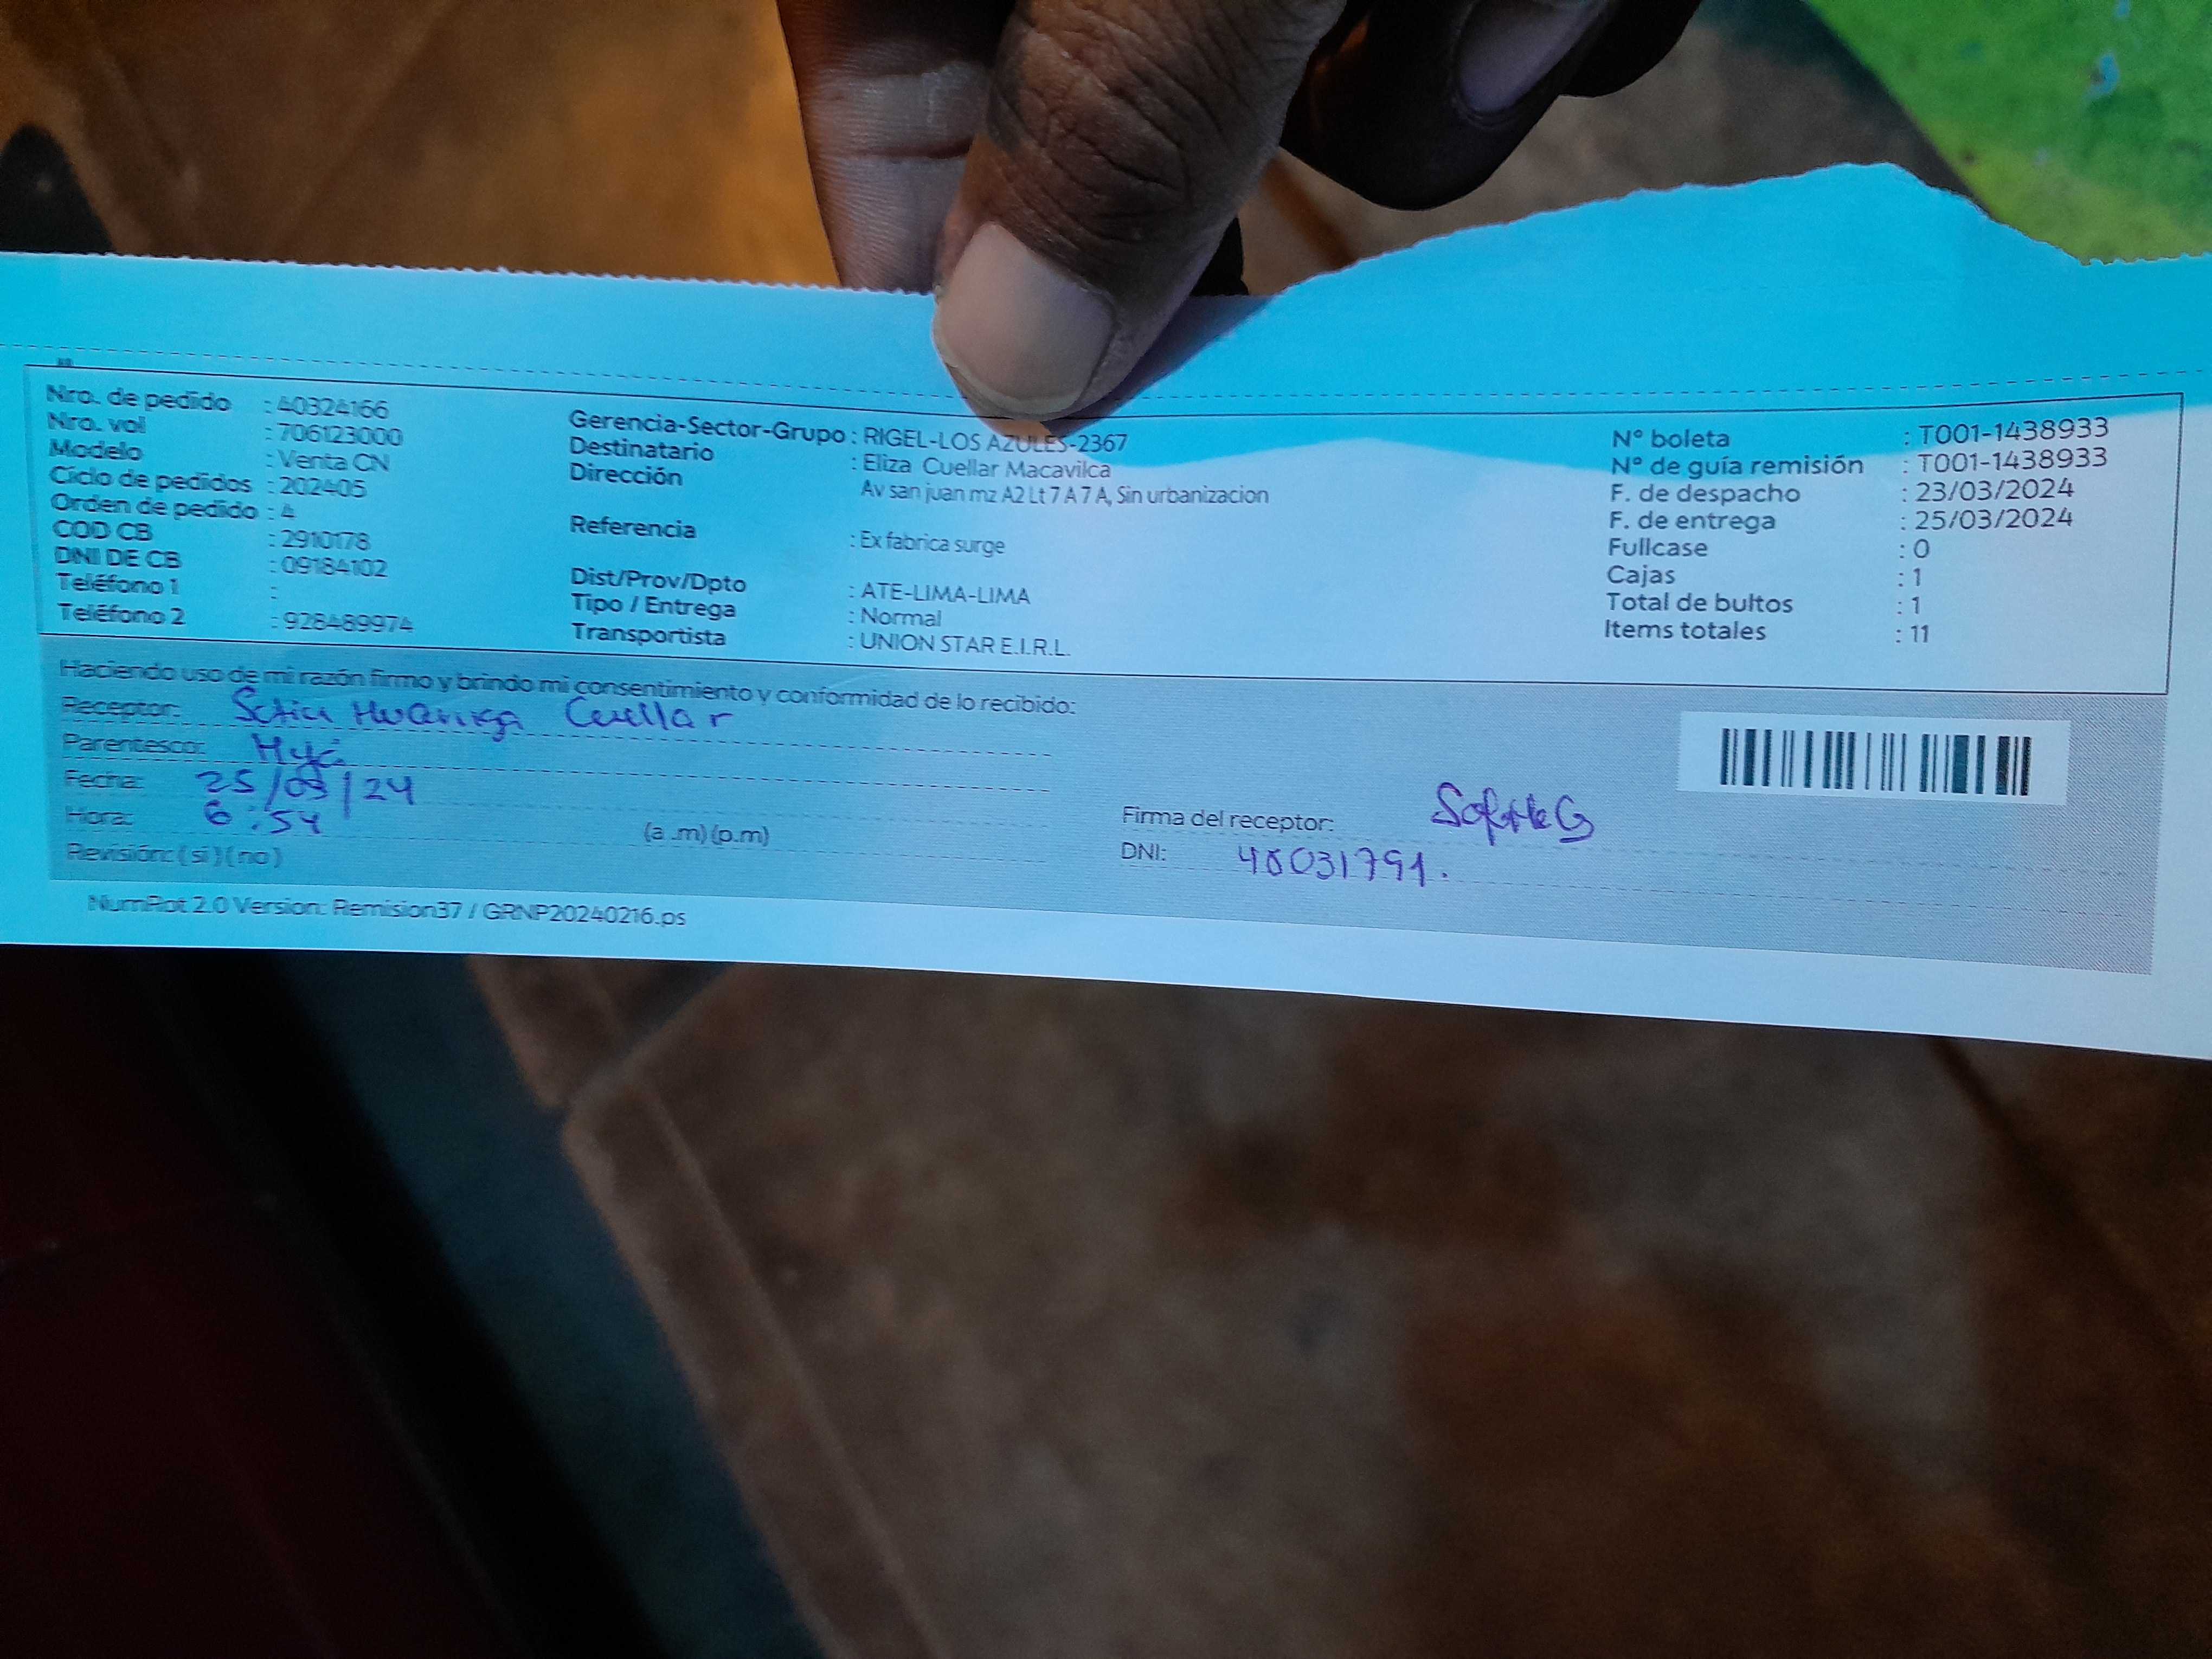 Nro. de pedido : 40324166
Nro. vol : 706123000
Modelo : Venta CN
Ciclo de pedidos : 202405
Orden de pedido : 4
COD CB : 2910178
DNI DE CB : 09184102
Teléfono 1 :
Teléfono 2 : 928489974
Gerencia-Sector-Grupo : RIGEL-LOS AZULES-2367
Destinatario : Eliza Cuellar Macavilca
Dirección Av san juan mz A2 Lt 7 A 7 A, Sin urbanizacion
Referencia : Ex fabrica surge
Dist/Prov/Dpto : ATE-LIMA-LIMA
Tipo / Entrega : Normal
Transportista : UNION STAR E.I.R.L.
N° boleta : T001-1438933
N° de guía remisión : T001-1438933
F. de despacho : 23/03/2024
F. de entrega : 25/03/2024
Fullcase : 0
Cajas : 1
Total de bultos : 1
Items totales : 11
Haciendo uso de mi razón firmo y brindo mi consentimiento y conformidad de lo recibido:
Receptor: Cuellar
Parentesco:
Fecha: 25/03/24
Hora: 6:54 (a .m) (p.m)
Revisión: (si) (no)
Firma del receptor:
DNI: 48031791.
NumRot 2.0 Version: Remision37 / GRNP20240216.ps